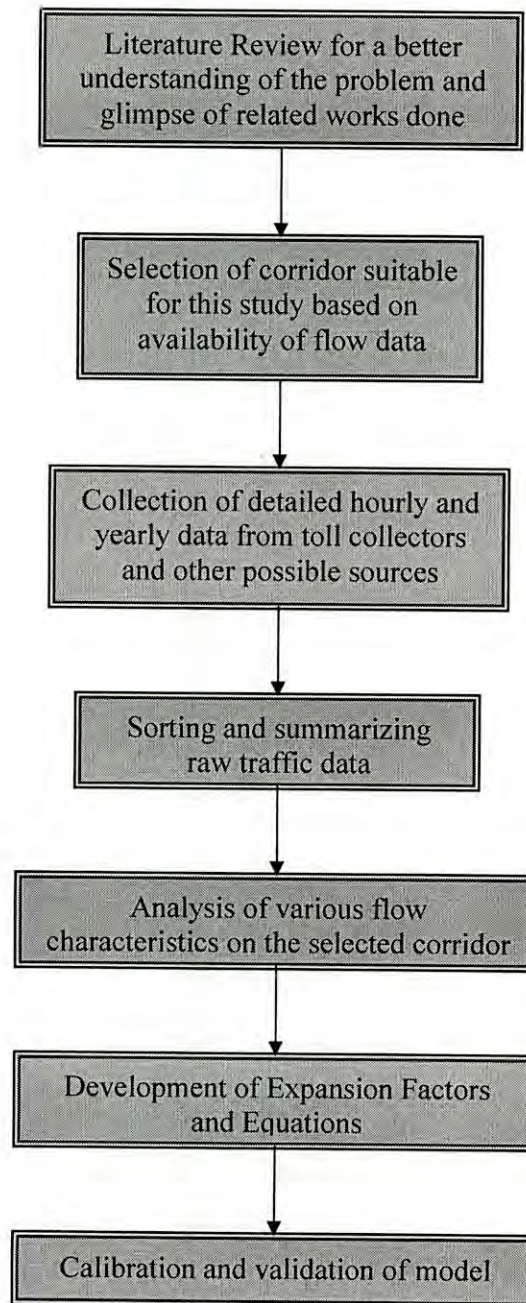 Literature Review for a better
understanding of the problem and
glimpse of related works done
Selection of corridor suitable
for this study based on
availability of flow data
Collection of detailed hourly and
yearly data from toll collectors
and other possible sources
Sorting and summarizing
raw traffic data
Analysis of various flow
characteristics on the selected corridor
Development of Expansion Factors
and Equations
Calibration and validation of model